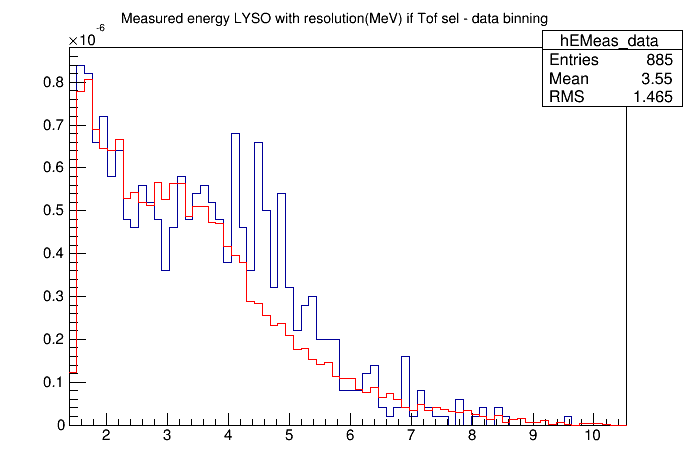 Measured energy LYSO with resolution(MeV) if Tof sel - data binning
×10^-6
hEMeas_data
Entries 885
Mean 3.55
RMS 1.465
0.8
0.7
0.6
0.5
0.4
0.3
0.2
0.1
0
2 3 4 5 6 7 8 9 10